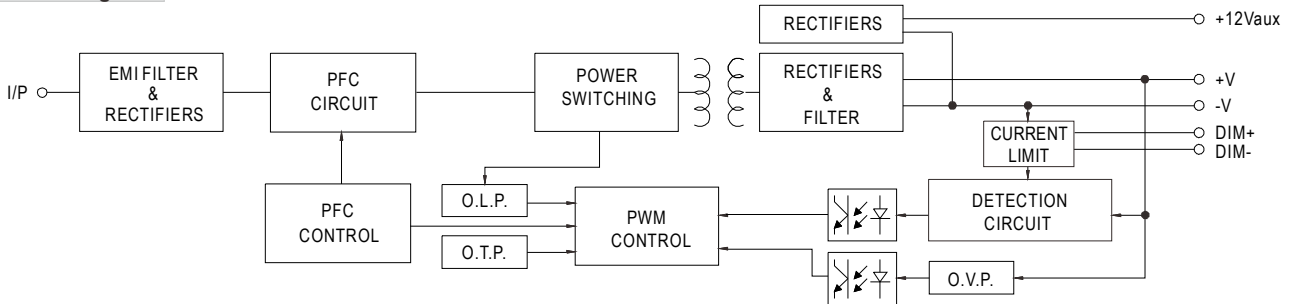 RECTIFIERS
+12Vaux
I/P
EMI FILTER
&
RECTIFIERS
PFC
CIRCUIT
POWER
SWITCHING
RECTIFIERS
&
FILTER
+V
-V
CURRENT
LIMIT
DIM+
DIM-
O.L.P.
PFC
CONTROL
PWM
CONTROL
DETECTION
CIRCUIT
O.T.P.
O.V.P.